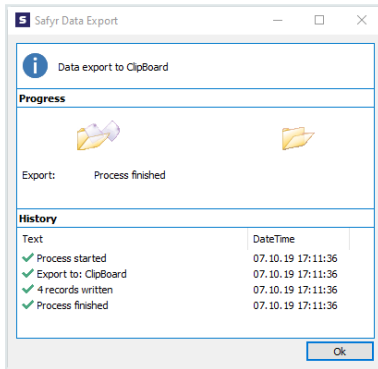 S Safyr Data Export
i Data export to ClipBoard
Progress
Export: Process finished
History
Text DateTime
Process started 07.10.19 17:11:36
Export to: ClipBoard 07.10.19 17:11:36
4 records written 07.10.19 17:11:36
Process finished 07.10.19 17:11:36
Ok